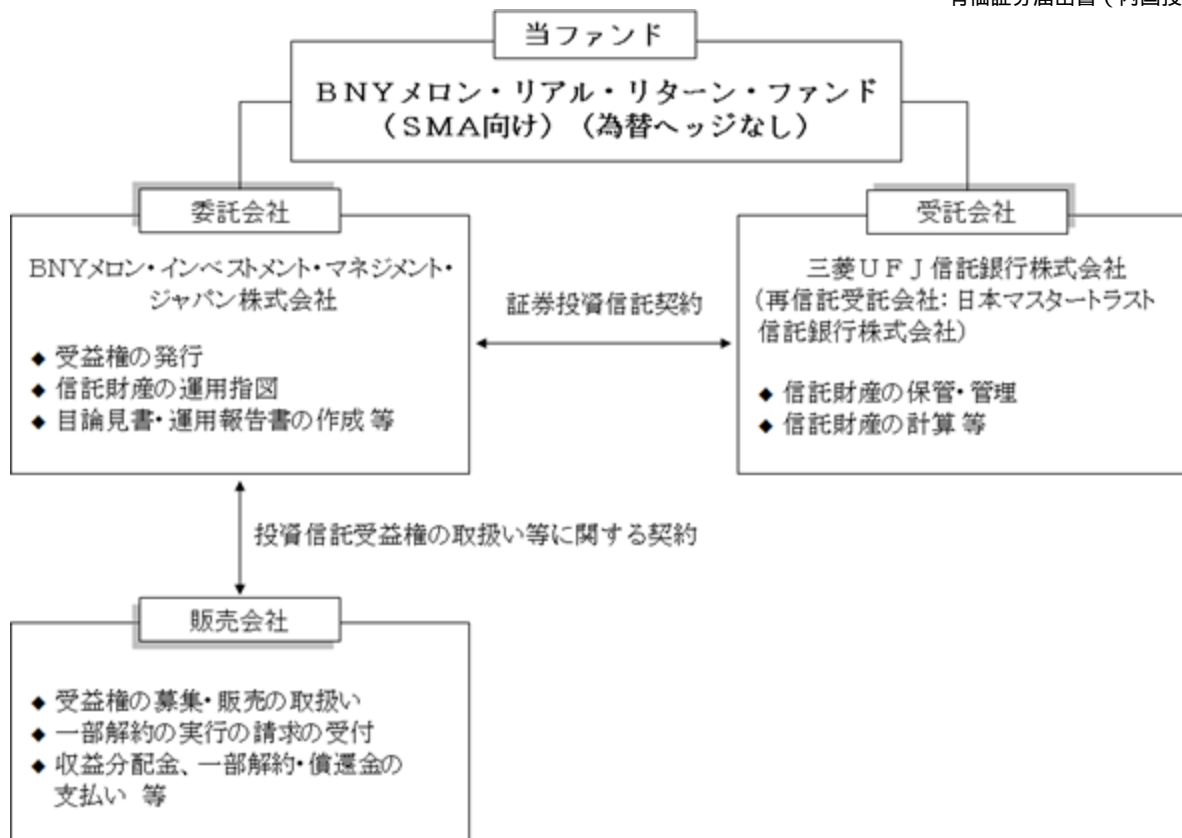 有価証券届出書(内国投
当ファンド
BNYメロン・リアル・リターン・ファンド
(SMA向け)(為替ヘッジなし)
委託会社
BNYメロン・インベストメント・マネジメント・
ジャパン株式会社
◆ 受益権の発行
◆ 信託財産の運用指図
◆ 目論見書・運用報告書の作成 等
証券投資信託契約
受託会社
三菱UFJ信託銀行株式会社
(再信託受託会社:日本マスタートラスト
信託銀行株式会社)
◆ 信託財産の保管・管理
◆ 信託財産の計算 等
投資信託受益権の取扱い等に関する契約
販売会社
◆ 受益権の募集・販売の取扱い
◆ 一部解約の実行の請求の受付
◆ 収益分配金、一部解約・償還金の
支払い 等